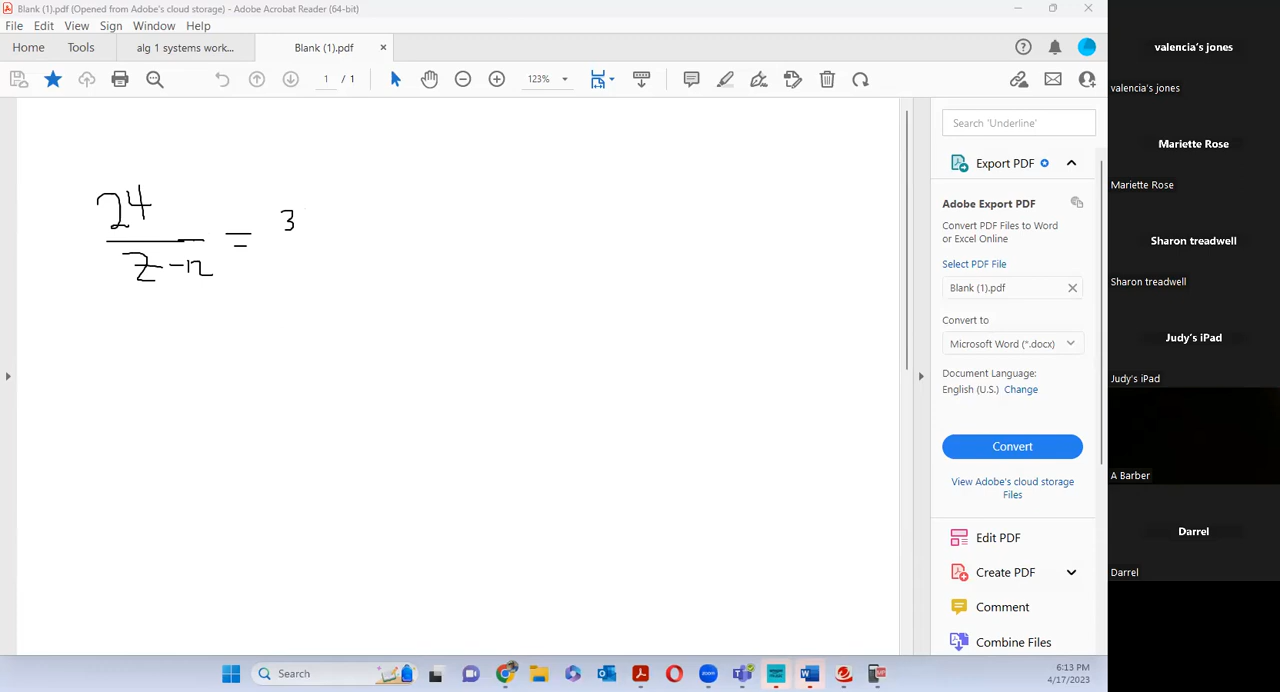 Blank (1).pdf (Opened from Adobe's cloud storage) - Adobe Acrobat Reader (64-bit)
File Edit View Sign Window Help
Home Tools alg 1 systems work... Blank (1).pdf
1 / 1 123%
24
= 3
z-12
Search 'Underline'
Export PDF
Adobe Export PDF
Convert PDF Files to Word
or Excel Online
Select PDF File
Blank (1).pdf
Convert to
Microsoft Word (*.docx)
Document Language:
English (U.S.) Change
Convert
View Adobe's cloud storage
Files
Edit PDF
Create PDF
Comment
Combine Files
valencia's jones
valencia's jones
Mariette Rose
Mariette Rose
Sharon treadwell
Sharon treadwell
Judy's iPad
Judy's iPad
A Barber
Darrel
Darrel
Search
6:13 PM
4/17/2023